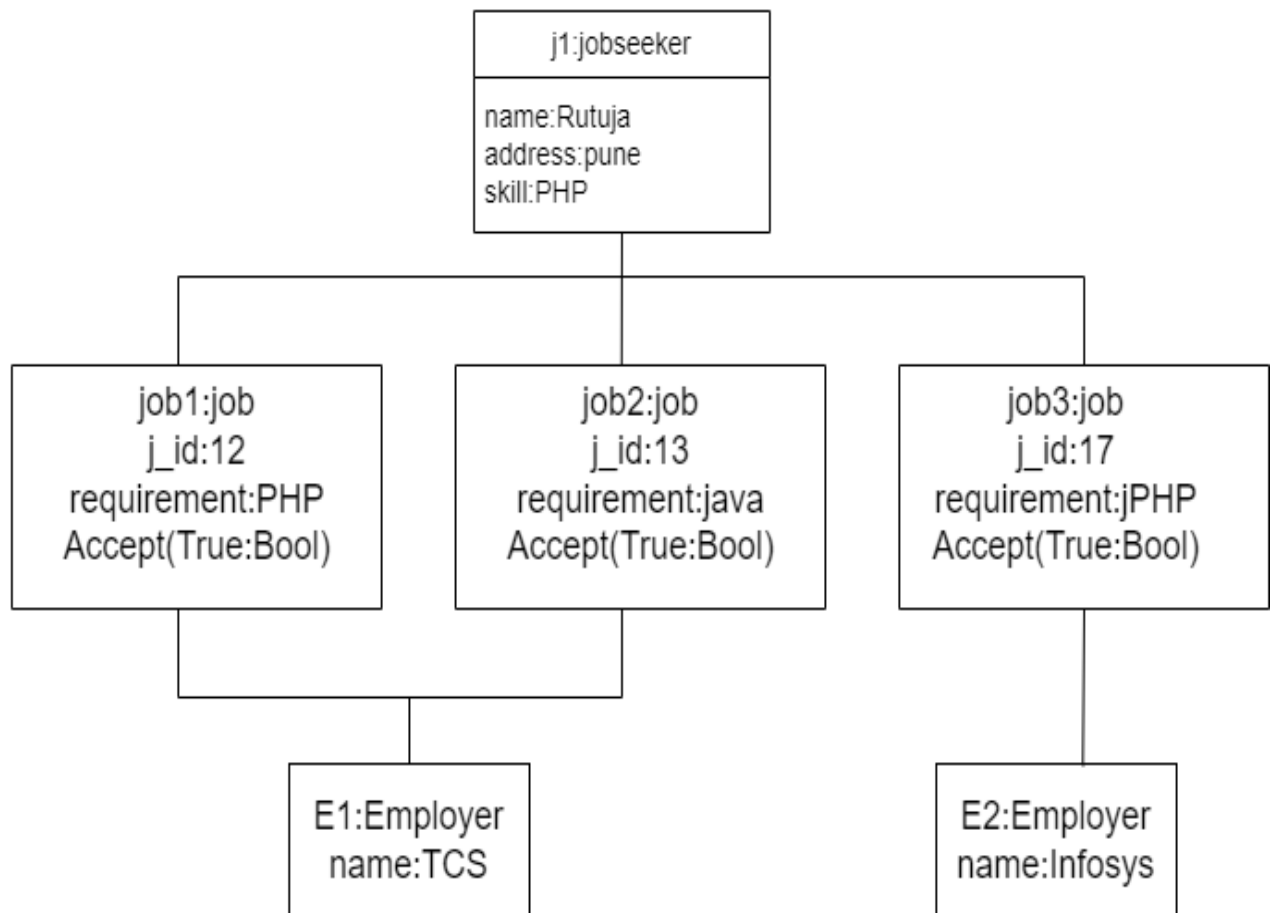 j1:jobseeker
name:Rutuja
address:pune
skill:PHP
job1:job
j_id:12
requirement:PHP
Accept(True:Bool)
job2:job
j_id:13
requirement:java
Accept(True:Bool)
job3:job
j_id:17
requirement:jPHP
Accept(True:Bool)
E1:Employer
name:TCS
E2:Employer
name:Infosys